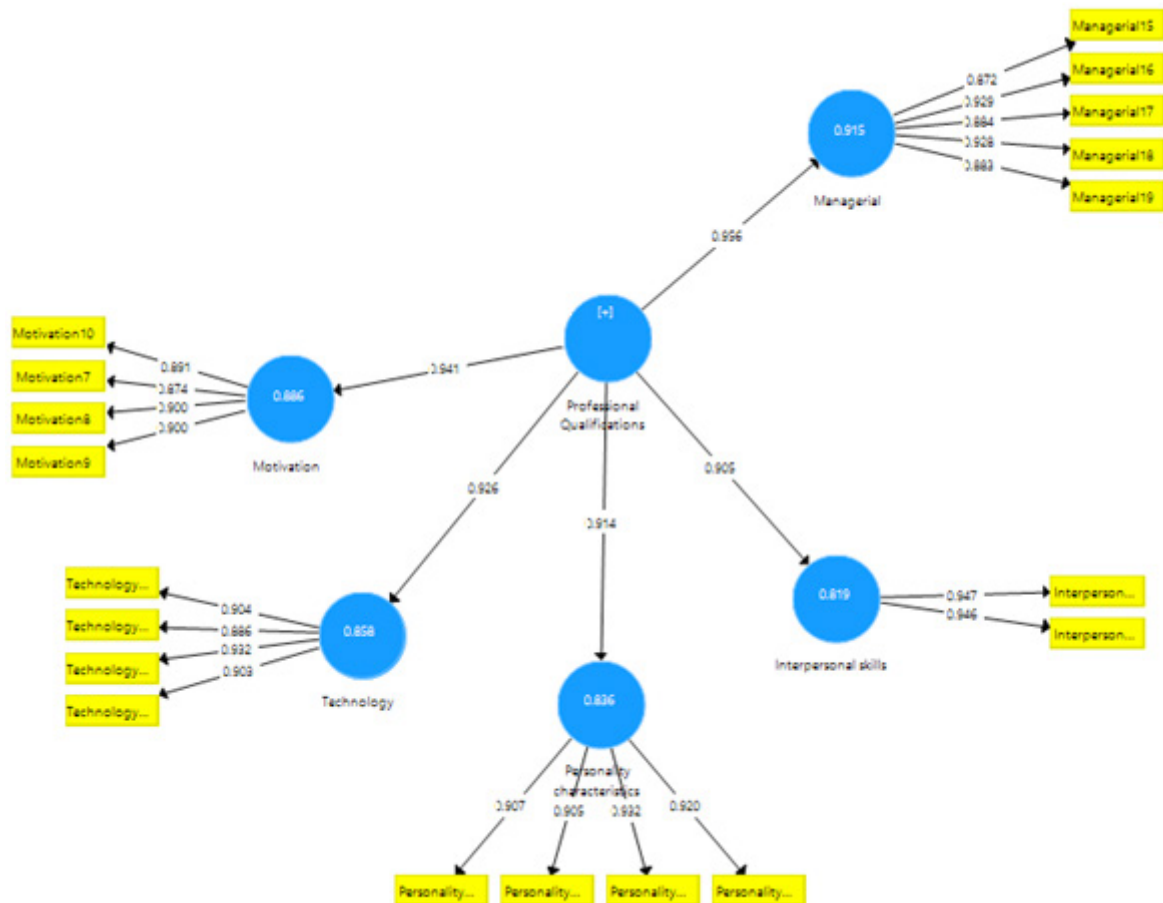 Managerial15
Managerial16
Managerial17
Managerial18
Managerial19
0.872
0.929
0.884
0.928
0.883
0.915
Managerial
0.956
[+]
Professional
Qualifications
0.941
Motivation10
Motivation7
Motivation8
Motivation9
0.891
0.874
0.900
0.900
0.886
Motivation
0.926
0.914
0.905
Technology...
Technology...
Technology...
Technology...
0.904
0.886
0.932
0.903
0.858
Technology
0.819
Interpersonal skills
0.947
0.946
Interperson...
Interperson...
0.836
Personality
characteristics
0.907
0.905
0.932
0.920
Personality...
Personality...
Personality...
Personality...